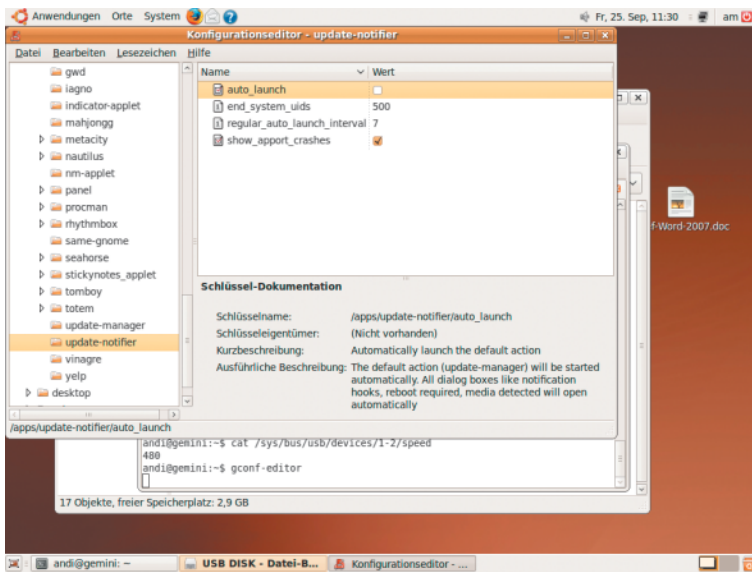 Anwendungen Orte System Fr, 25. Sep, 11:30 am
Konfigurationseditor - update-notifier
Datei Bearbeiten Lesezeichen Hilfe
gwd
iagno
indicator-applet
mahjongg
metacity
nautilus
nm-applet
panel
procman
rhythmbox
same-gnome
seahorse
stickynotes_applet
tomboy
totem
update-manager
update-notifier
vinagre
yelp
desktop
Name Wert
auto_launch
end_system_uids 500
regular_auto_launch_interval 7
show_apport_crashes
Schlüssel-Dokumentation
Schlüsselname: /apps/update-notifier/auto_launch
Schlüsseleigentümer: (Nicht vorhanden)
Kurzbeschreibung: Automatically launch the default action
Ausführliche Beschreibung: The default action (update-manager) will be started
automatically. All dialog boxes like notification
hooks, reboot required, media detected will open
automatically
/apps/update-notifier/auto_launch
f-Word-2007.doc
andi@gemini:~$ cat /sys/bus/usb/devices/1-2/speed
480
andi@gemini:~$ gconf-editor
17 Objekte, freier Speicherplatz: 2,9 GB
andi@gemini: ~ USB DISK - Datei-B... Konfigurationseditor - ...